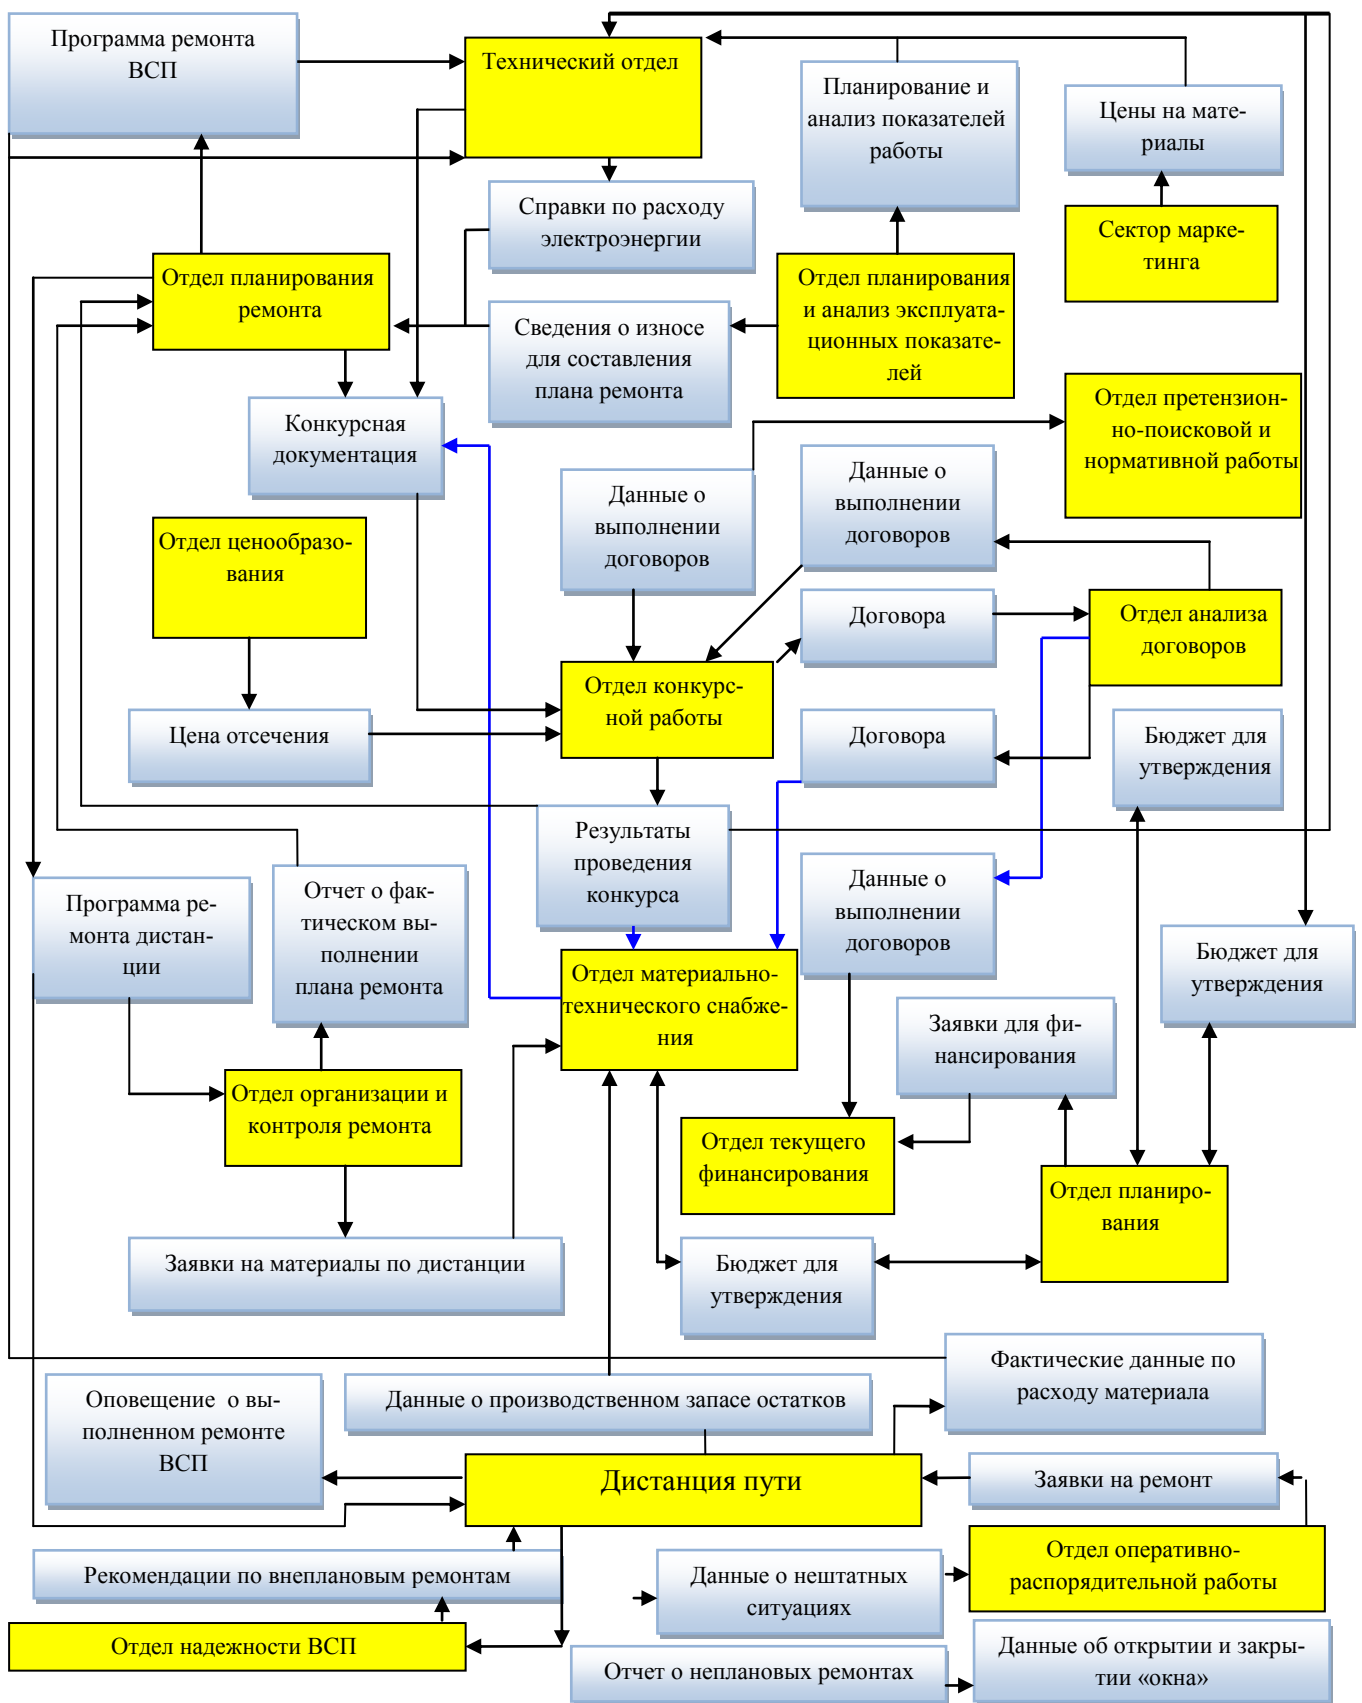 Программа ремонта
ВСП
Технический отдел
Планирование и
анализ показателей
работы
Цены на мате-
риалы
Справки по расходу
электроэнергии
Сектор марке-
тинга
Отдел планирования
ремонта
Отдел планирования
и анализ эксплуата-
ционных показате-
лей
Сведения о износе
для составления
плана ремонта
Отдел претензион-
но-поисковой и
нормативной работы
Конкурсная
документация
Данные о
выполнении
договоров
Данные о
выполнении
договоров
Отдел ценообразо-
вания
Договора
Отдел анализа
договоров
Отдел конкурс-
ной работы
Цена отсечения
Договора
Бюджет для
утверждения
Результаты
проведения
конкурса
Программа ре-
монта дистан-
ции
Отчет о фак-
тическом вы-
полнении
плана ремонта
Данные о
выполнении
договоров
Бюджет для
утверждения
Отдел материально-
технического снабже-
ния
Заявки для фи-
нансирования
Отдел организации и
контроля ремонта
Отдел текущего
финансирования
Отдел планиро-
вания
Заявки на материалы по дистанции
Бюджет для
утверждения
Фактические данные по
расходу материала
Оповещение о вы-
полненном ремонте
ВСП
Данные о производственном запасе остатков
Дистанция пути
Заявки на ремонт
Рекомендации по внеплановым ремонтам
Данные о нештатных
ситуациях
Отдел оперативно-
распорядительной работы
Отдел надежности ВСП
Отчет о неплановых ремонтах
Данные об открытии и закры-
тии «окна»